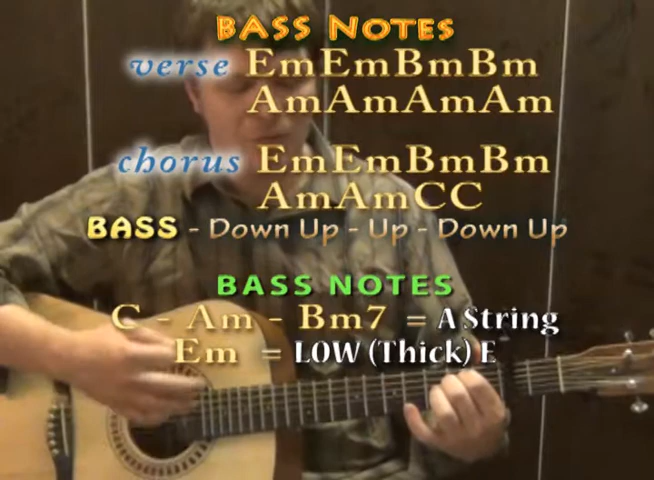 BASS NOTES
verse EmEmBmBm
AmAmAmAm
chorus EmEmBmBm
AmAmCC
BASS - Down Up - Up - Down Up
BASS NOTES
C - Am - Bm7 = A String
Em = LOW (Thick) E